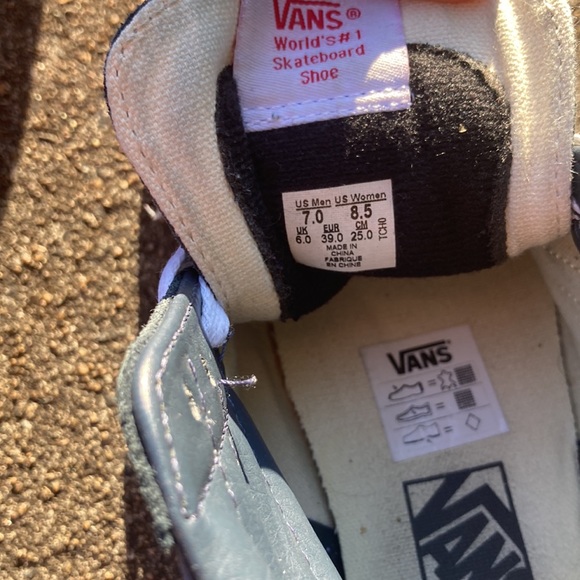 VANS®
World's #1
Skateboard
Shoe
US Men US Women
7.0 8.5
UK EUR CM
6.0 39.0 25.0
MADE IN
CHINA
FABRIQUE
EN CHINE
TCHO
VANS
VANS